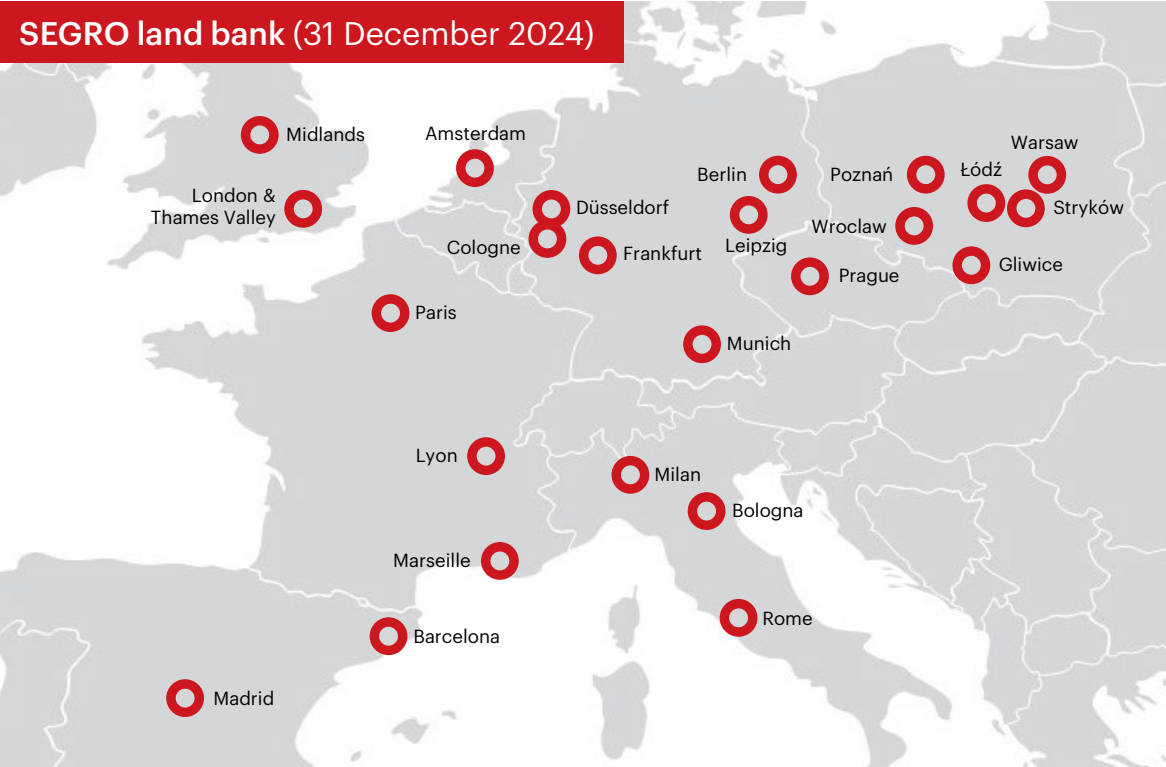 SEGRO land bank (31 December 2024)
Midlands
Amsterdam
Warsaw
Berlin
Poznań
Łódź
London &
Thames Valley
Düsseldorf
Stryków
Cologne
Frankfurt
Leipzig
Wroclaw
Prague
Gliwice
Paris
Munich
Lyon
Milan
Bologna
Marseille
Barcelona
Rome
Madrid